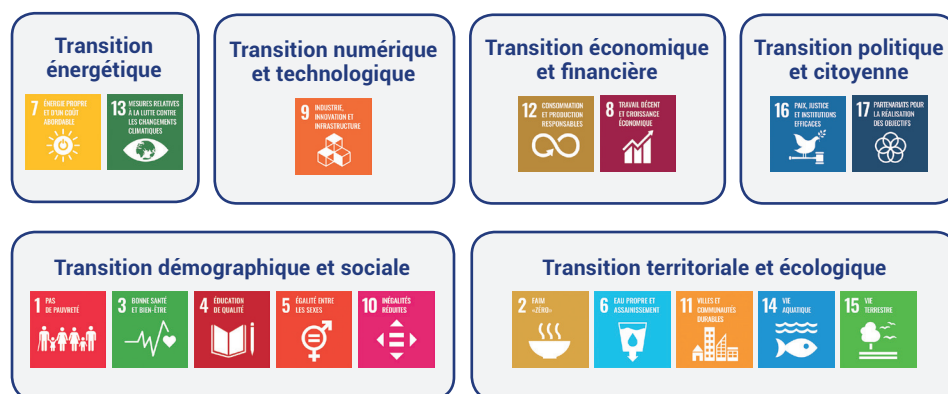 Transition
énergétique
7 ÉNERGIE PROPRE
ET D'UN COÛT
ABORDABLE
13 MESURES RELATIVES
À LA LUTTE CONTRE
LES CHANGEMENTS
CLIMATIQUES
Transition numérique
et technologique
9 INDUSTRIE,
INNOVATION ET
INFRASTRUCTURE
Transition économique
et financière
12 CONSOMMATION
ET PRODUCTION
RESPONSABLES
8 TRAVAIL DÉCENT
ET CROISSANCE
ÉCONOMIQUE
Transition politique
et citoyenne
16 PAIX, JUSTICE
ET INSTITUTIONS
EFFICACES
17 PARTENARIATS POUR
LA RÉALISATION
DES OBJECTIFS
Transition démographique et sociale
1 PAS
DE PAUVRETÉ
3 BONNE SANTÉ
ET BIEN-ÊTRE
4 ÉDUCATION
DE QUALITÉ
5 ÉGALITÉ ENTRE
LES SEXES
10 INÉGALITÉS
RÉDUITES
Transition territoriale et écologique
2 FAIM
«ZÉRO»
6 EAU PROPRE ET
ASSAINISSEMENT
11 VILLES ET
COMMUNAUTÉS
DURABLES
14 VIE
AQUATIQUE
15 VIE
TERRESTRE